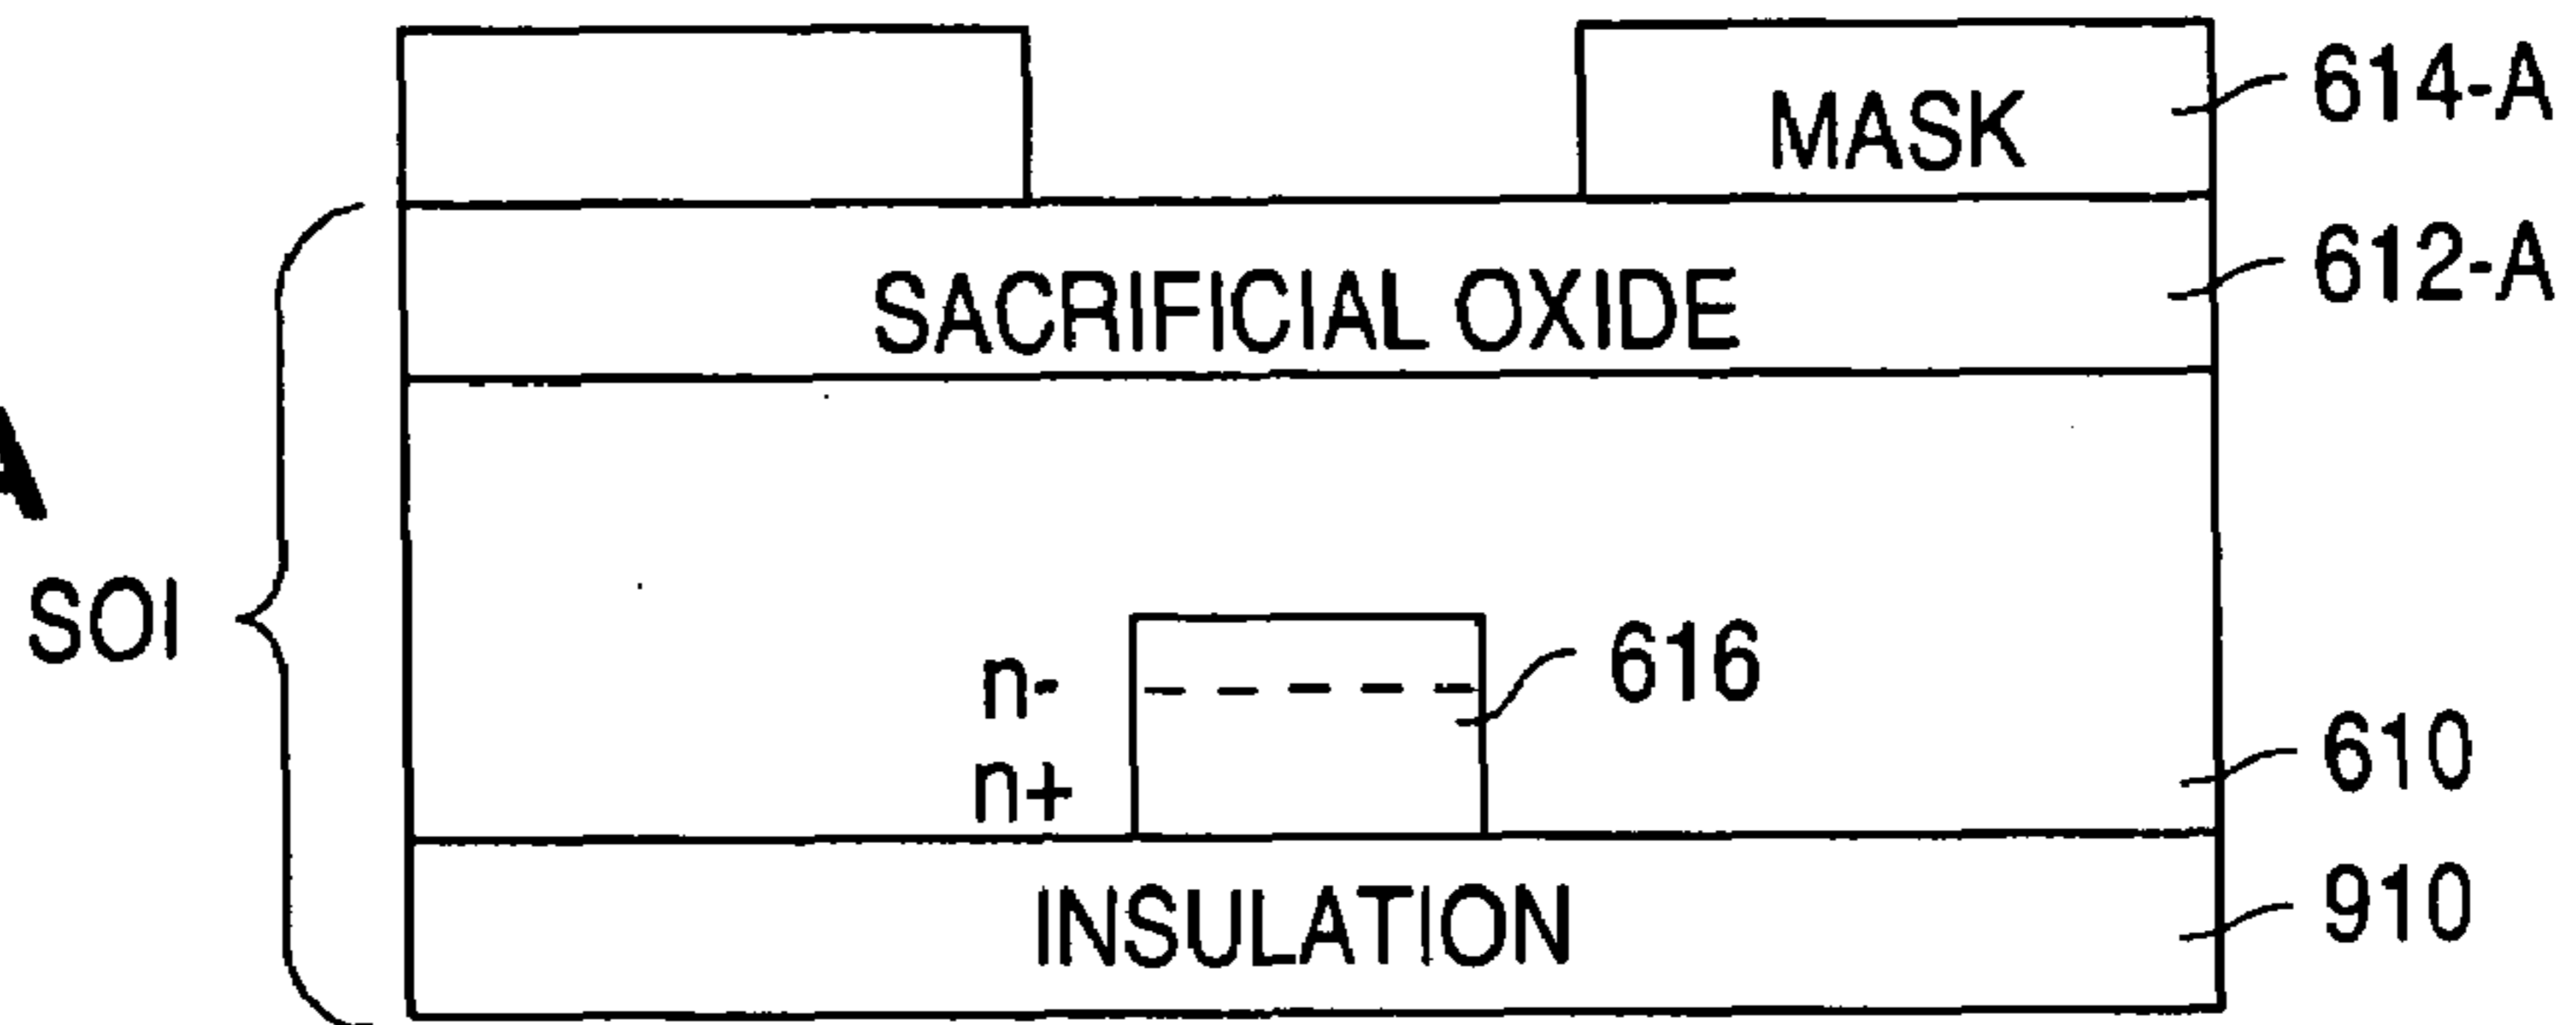 MASK
614-A
SACRIFICIAL OXIDE
612-A
A
SOI
n-
616
n+
610
INSULATION
910